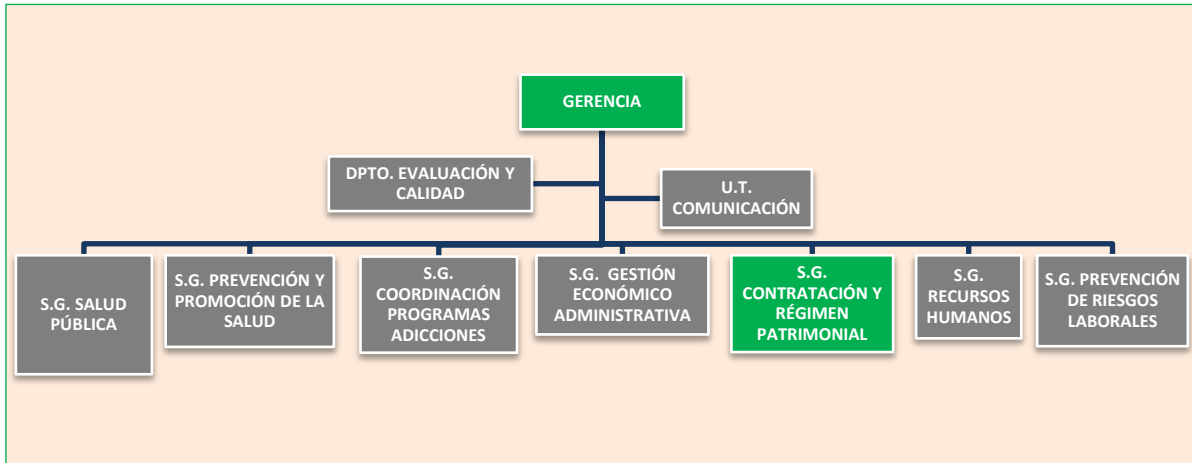 GERENCIA
DPTO. EVALUACIÓN Y
CALIDAD
U.T.
COMUNICACIÓN
S.G. SALUD
PÚBLICA
S.G. PREVENCIÓN Y
PROMOCIÓN DE LA
SALUD
S.G.
COORDINACIÓN
PROGRAMAS
ADICCIONES
S.G. GESTIÓN
ECONÓMICO
ADMINISTRATIVA
S.G.
CONTRATACIÓN Y
RÉGIMEN
PATRIMONIAL
S.G.
RECURSOS
HUMANOS
S.G. PREVENCIÓN
DE RIESGOS
LABORALES